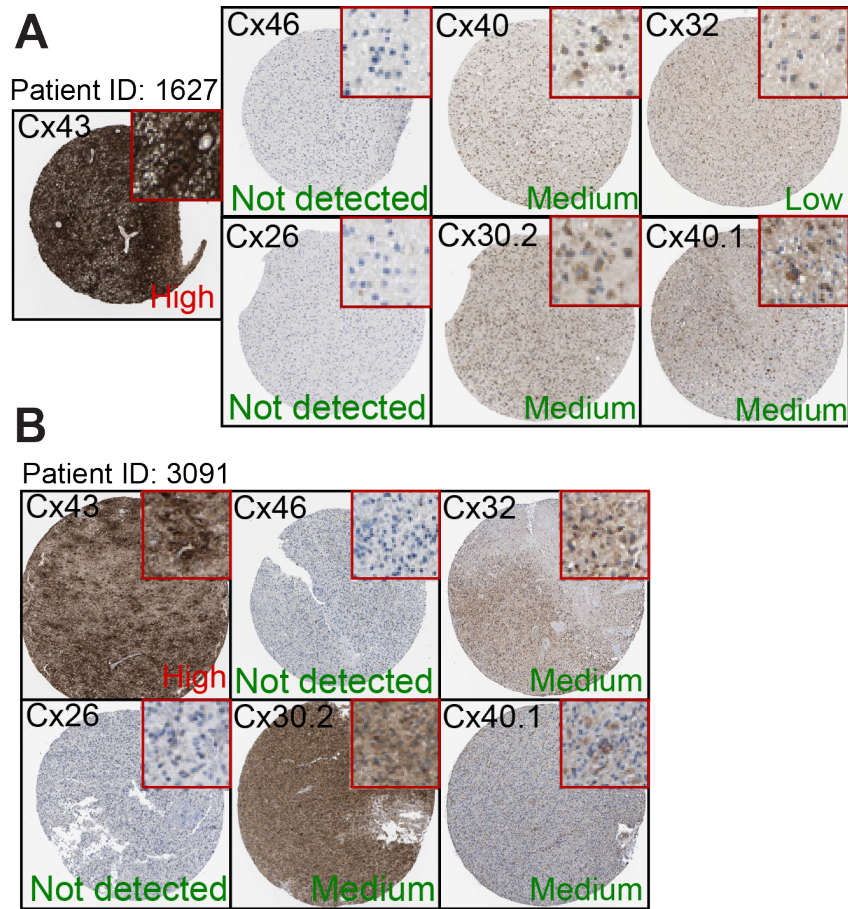 A
Patient ID: 1627
Cx43
High
Cx46
Not detected
Cx40
Medium
Cx32
Low
Cx26
Not detected
Cx30.2
Medium
Cx40.1
Medium
B
Patient ID: 3091
Cx43
High
Cx46
Not detected
Cx32
Medium
Cx26
Not detected
Cx30.2
Medium
Cx40.1
Medium